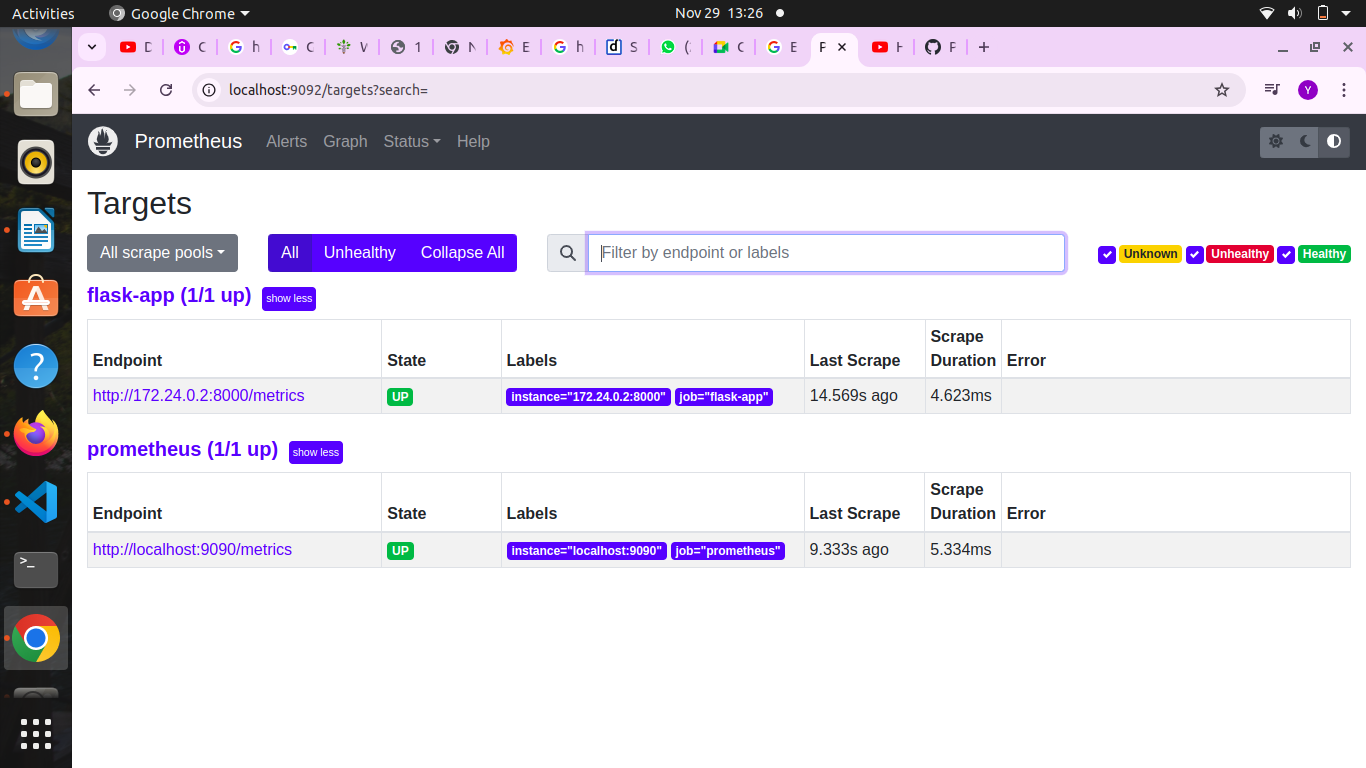 Activities Google Chrome Nov 29 13:26
D C h C W 1 N E h S (2 C E P H P
localhost:9092/targets?search= Y
Prometheus Alerts Graph Status Help
Targets
All scrape pools All Unhealthy Collapse All Filter by endpoint or labels Unknown Unhealthy Healthy
flask-app (1/1 up) show less
Endpoint State Labels Last Scrape Scrape Duration Error
http://172.24.0.2:8000/metrics UP instance="172.24.0.2:8000" job="flask-app" 14.569s ago 4.623ms
prometheus (1/1 up) show less
Endpoint State Labels Last Scrape Scrape Duration Error
http://localhost:9090/metrics UP instance="localhost:9090" job="prometheus" 9.333s ago 5.334ms